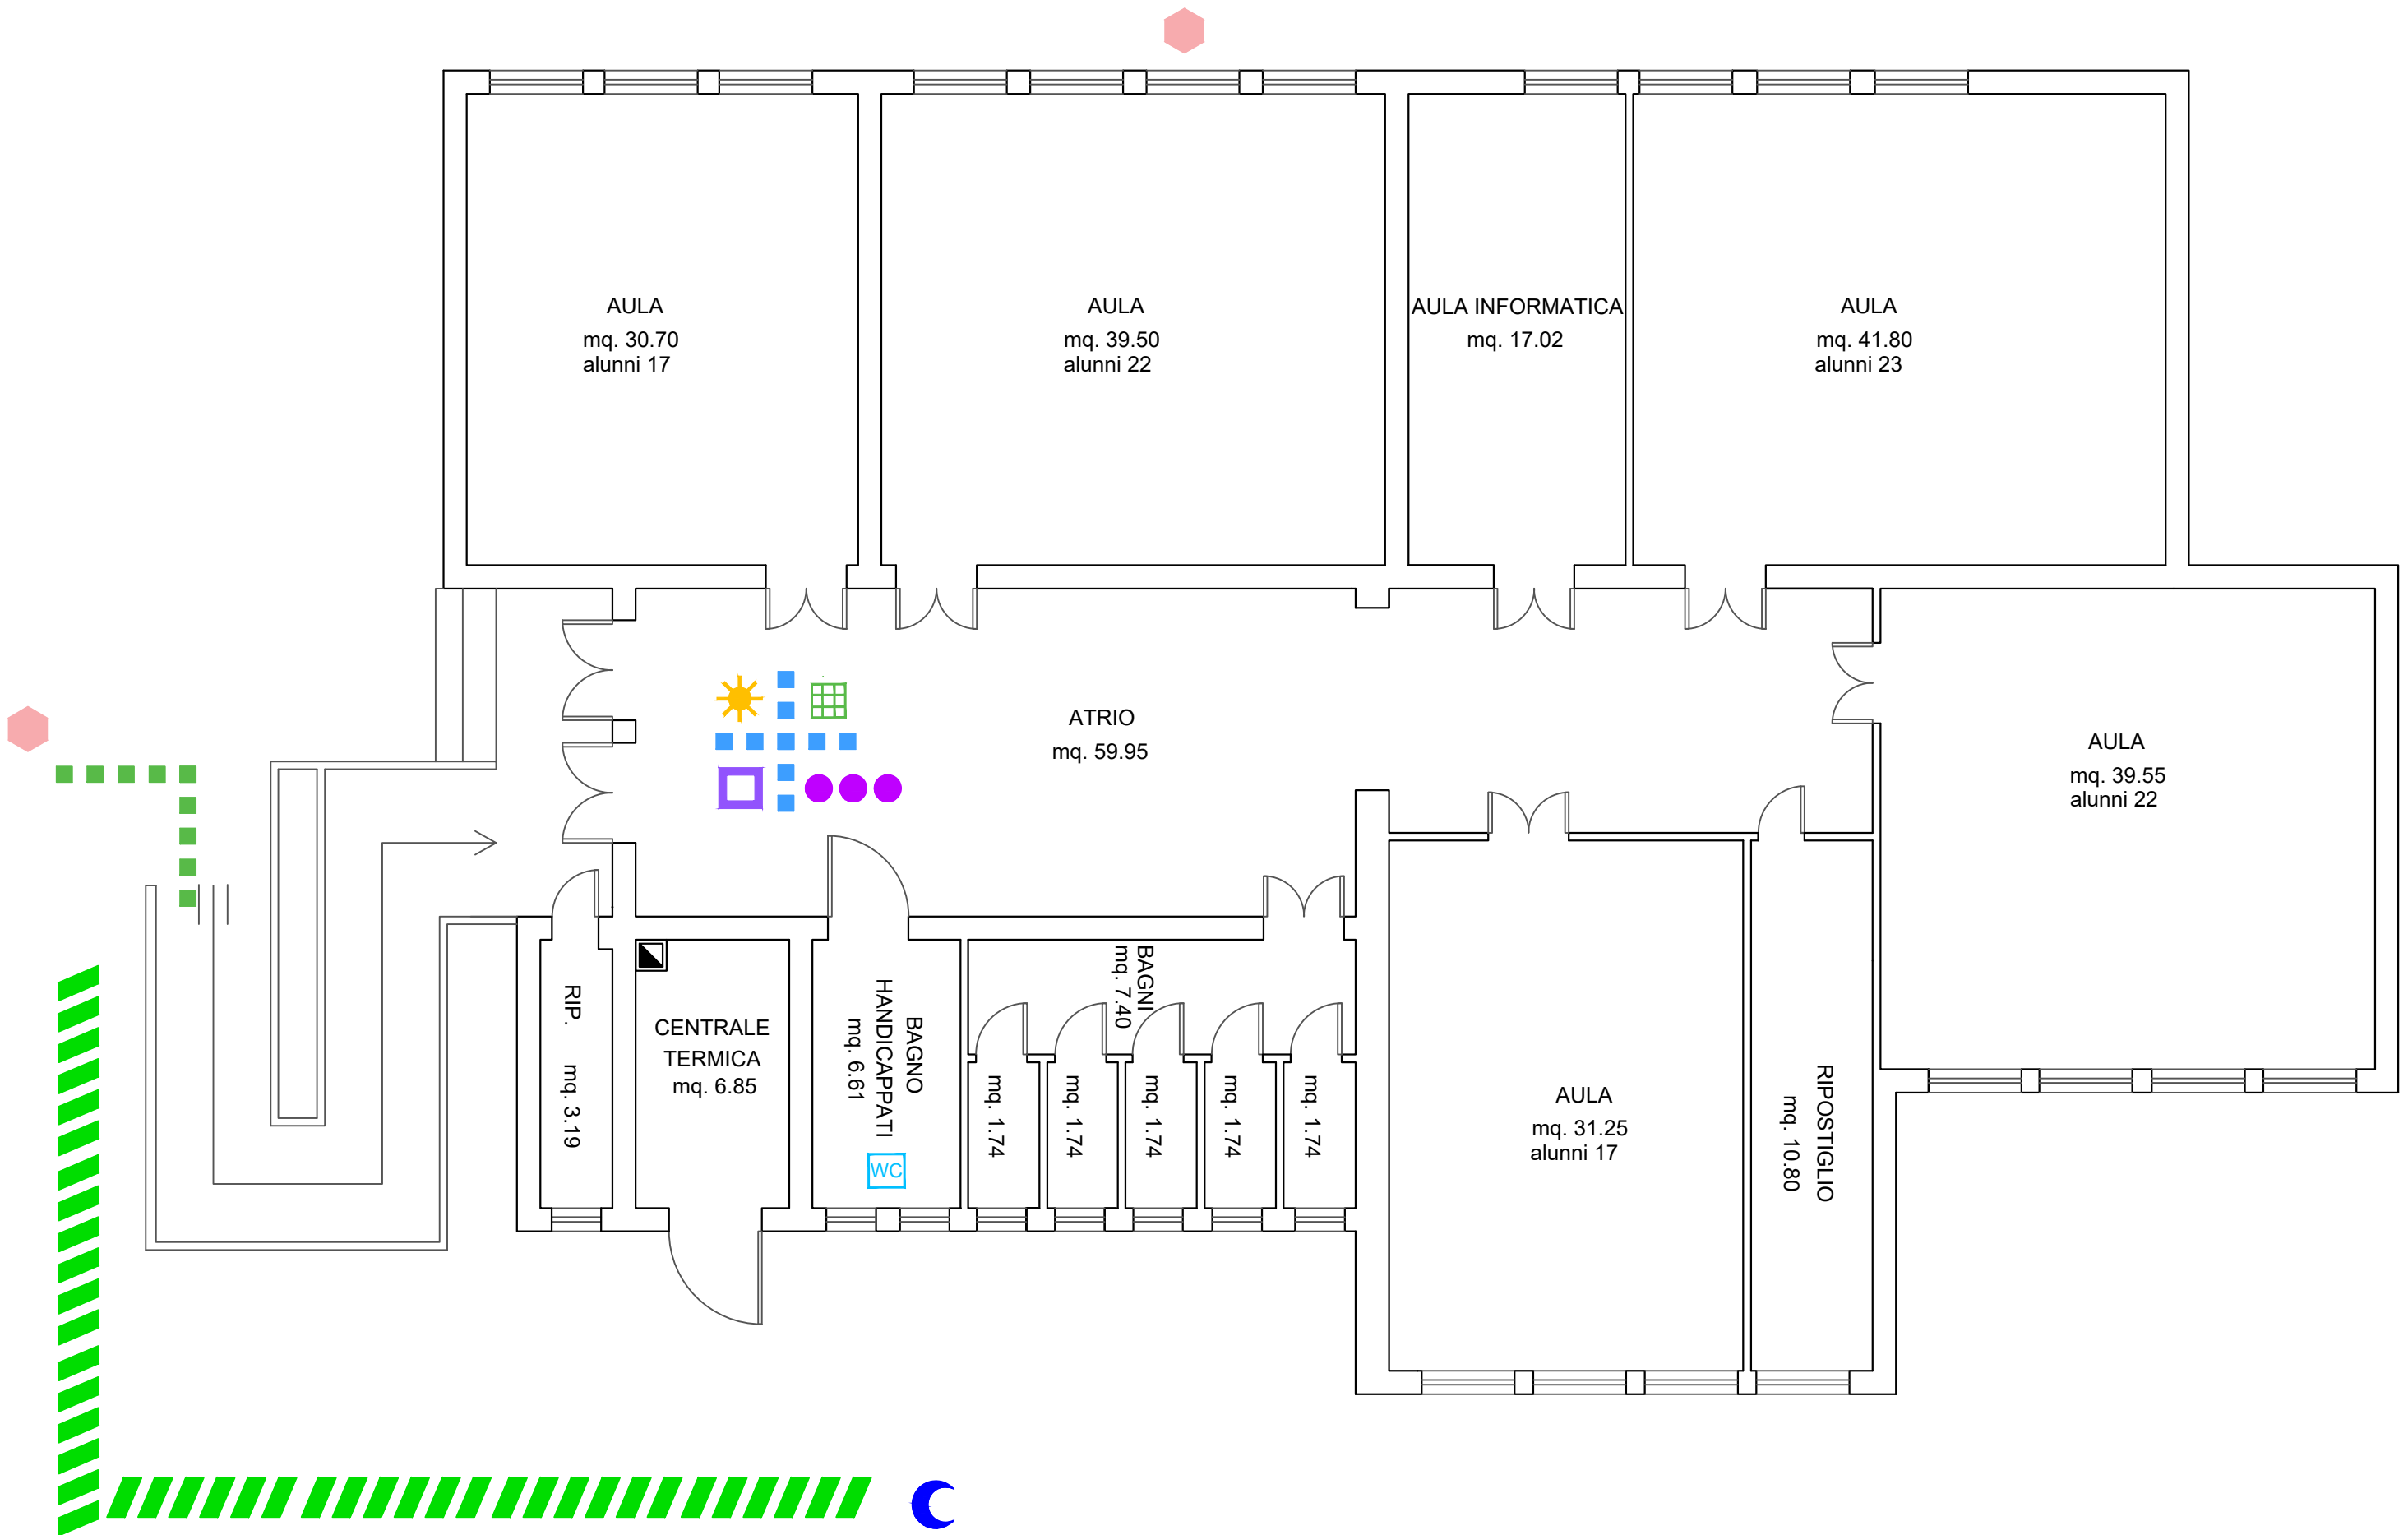 AULA
mq. 30.70
alunni 17
AULA
mq. 39.50
alunni 22
AULA INFORMATICA
mq. 17.02
AULA
mq. 41.80
alunni 23
ATRIO
mq. 59.95
AULA
mq. 39.55
alunni 22
RIP. mq. 3.19
CENTRALE
TERMICA
mq. 6.85
BAGNO
HANDICAPPATI
mq. 6.61
WC
BAGNI
mq. 7.40
mq. 1.74
mq. 1.74
mq. 1.74
mq. 1.74
mq. 1.74
AULA
mq. 31.25
alunni 17
RIPOSTIGLIO
mq. 10.80